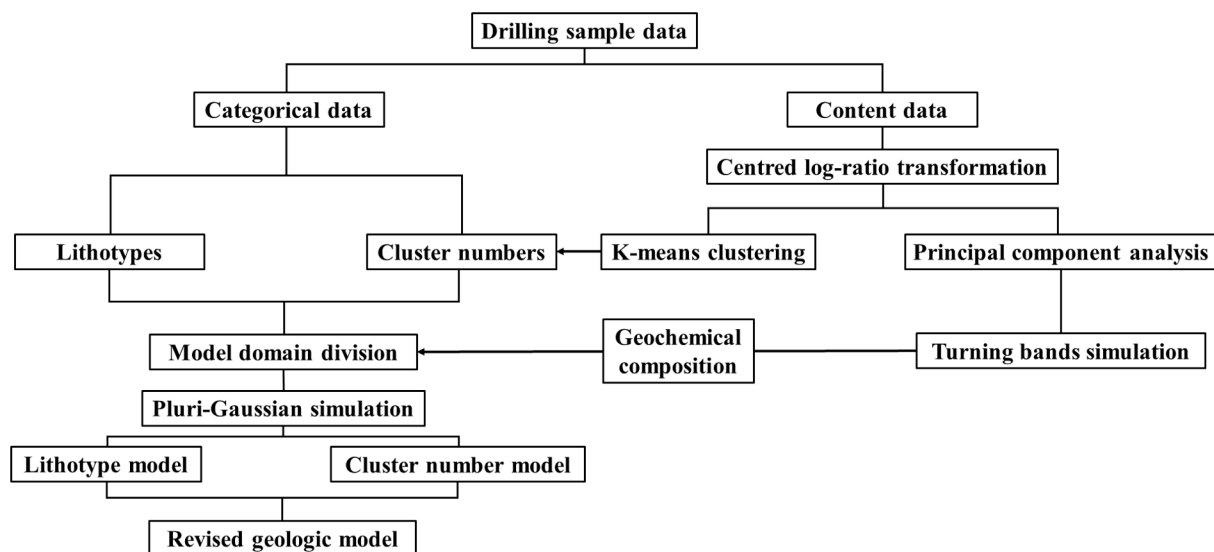 Drilling sample data
Categorical data
Content data
Centred log-ratio transformation
Lithotypes
Cluster numbers
K-means clustering
Principal component analysis
Model domain division
Geochemical
composition
Turning bands simulation
Pluri-Gaussian simulation
Lithotype model
Cluster number model
Revised geologic model